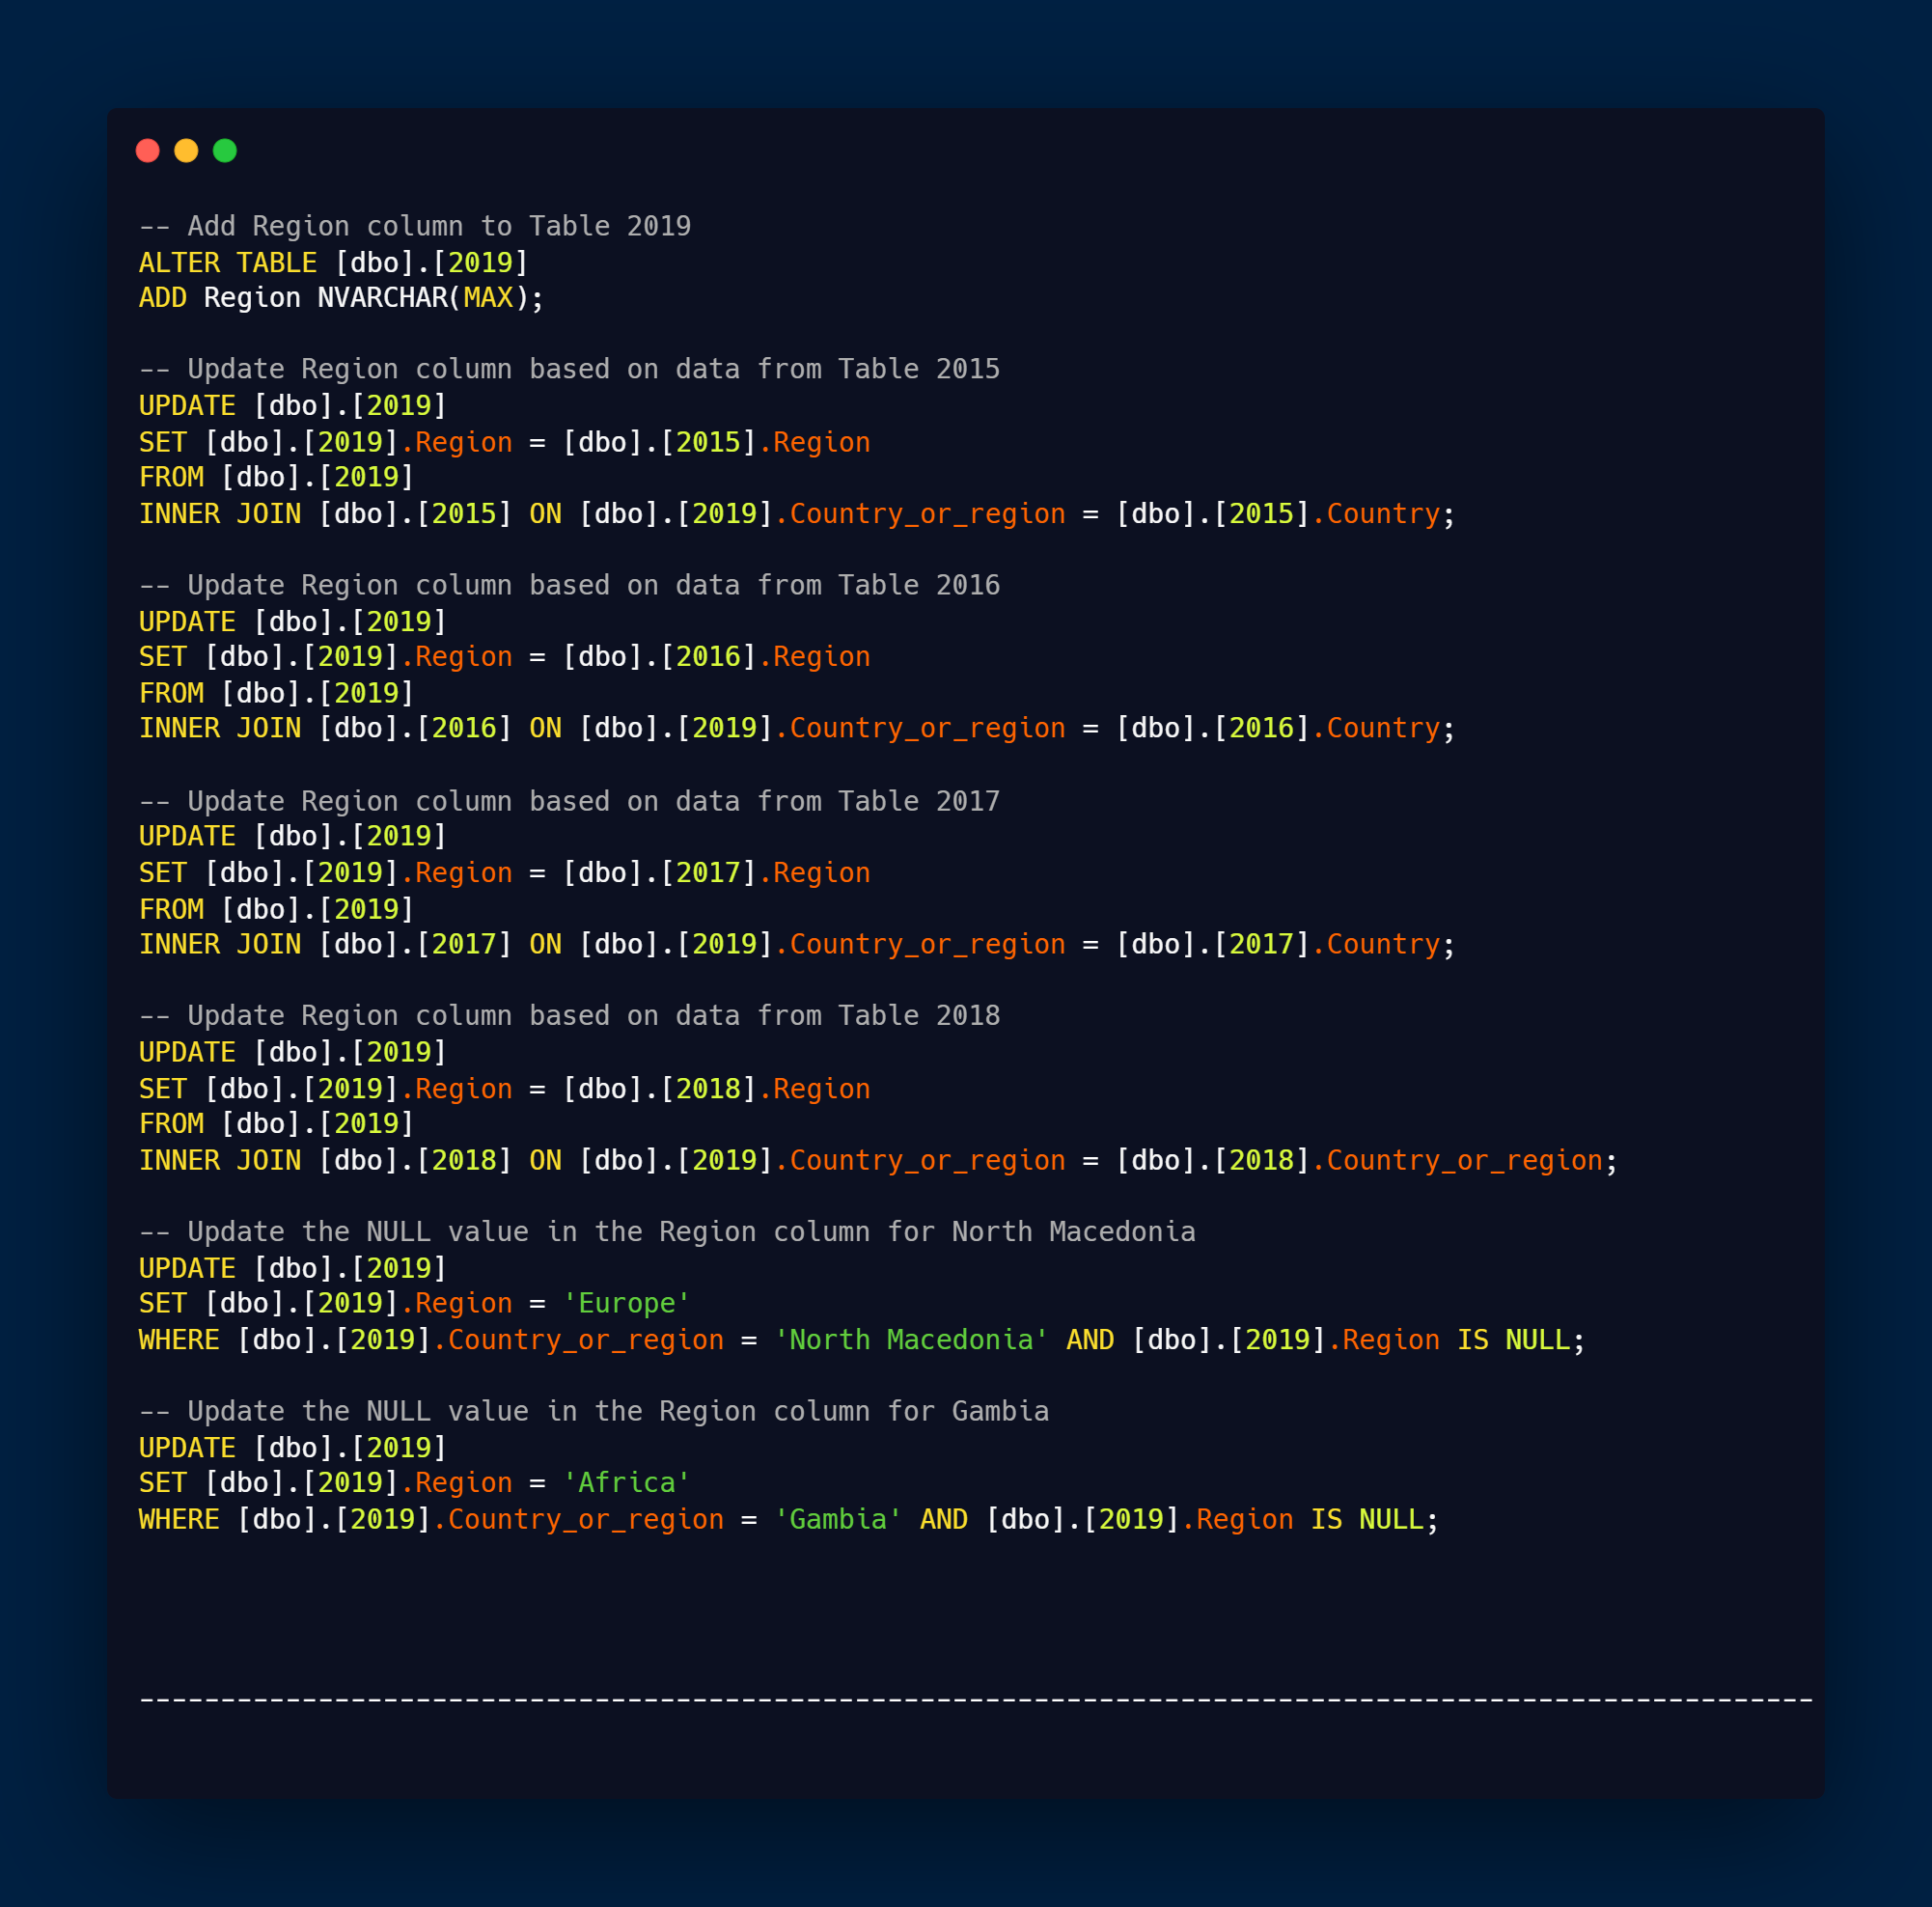 -- Add Region column to Table 2019
ALTER TABLE [dbo].[2019]
ADD Region NVARCHAR(MAX);
-- Update Region column based on data from Table 2015
UPDATE [dbo].[2019]
SET [dbo].[2019].Region = [dbo].[2015].Region
FROM [dbo].[2019]
INNER JOIN [dbo].[2015] ON [dbo].[2019].Country_or_region = [dbo].[2015].Country;
-- Update Region column based on data from Table 2016
UPDATE [dbo].[2019]
SET [dbo].[2019].Region = [dbo].[2016].Region
FROM [dbo].[2019]
INNER JOIN [dbo].[2016] ON [dbo].[2019].Country_or_region = [dbo].[2016].Country;
-- Update Region column based on data from Table 2017
UPDATE [dbo].[2019]
SET [dbo].[2019].Region = [dbo].[2017].Region
FROM [dbo].[2019]
INNER JOIN [dbo].[2017] ON [dbo].[2019].Country_or_region = [dbo].[2017].Country;
-- Update Region column based on data from Table 2018
UPDATE [dbo].[2019]
SET [dbo].[2019].Region = [dbo].[2018].Region
FROM [dbo].[2019]
INNER JOIN [dbo].[2018] ON [dbo].[2019].Country_or_region = [dbo].[2018].Country_or_region;
-- Update the NULL value in the Region column for North Macedonia
UPDATE [dbo].[2019]
SET [dbo].[2019].Region = 'Europe'
WHERE [dbo].[2019].Country_or_region = 'North Macedonia' AND [dbo].[2019].Region IS NULL;
-- Update the NULL value in the Region column for Gambia
UPDATE [dbo].[2019]
SET [dbo].[2019].Region = 'Africa'
WHERE [dbo].[2019].Country_or_region = 'Gambia' AND [dbo].[2019].Region IS NULL;
-------------------------------------------------------------------------------------------------------